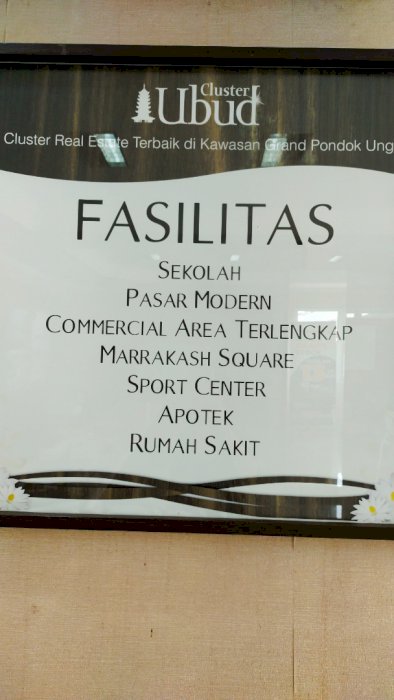 Cluster
Ubud
Cluster Real Estate Terbaik di Kawasan Grand Pondok Ung
FASILITAS
SEKOLAH
PASAR MODERN
COMMERCIAL AREA TERLENGKAP
MARRAKASH SQUARE
SPORT CENTER
APOTEK
RUMAH SAKIT